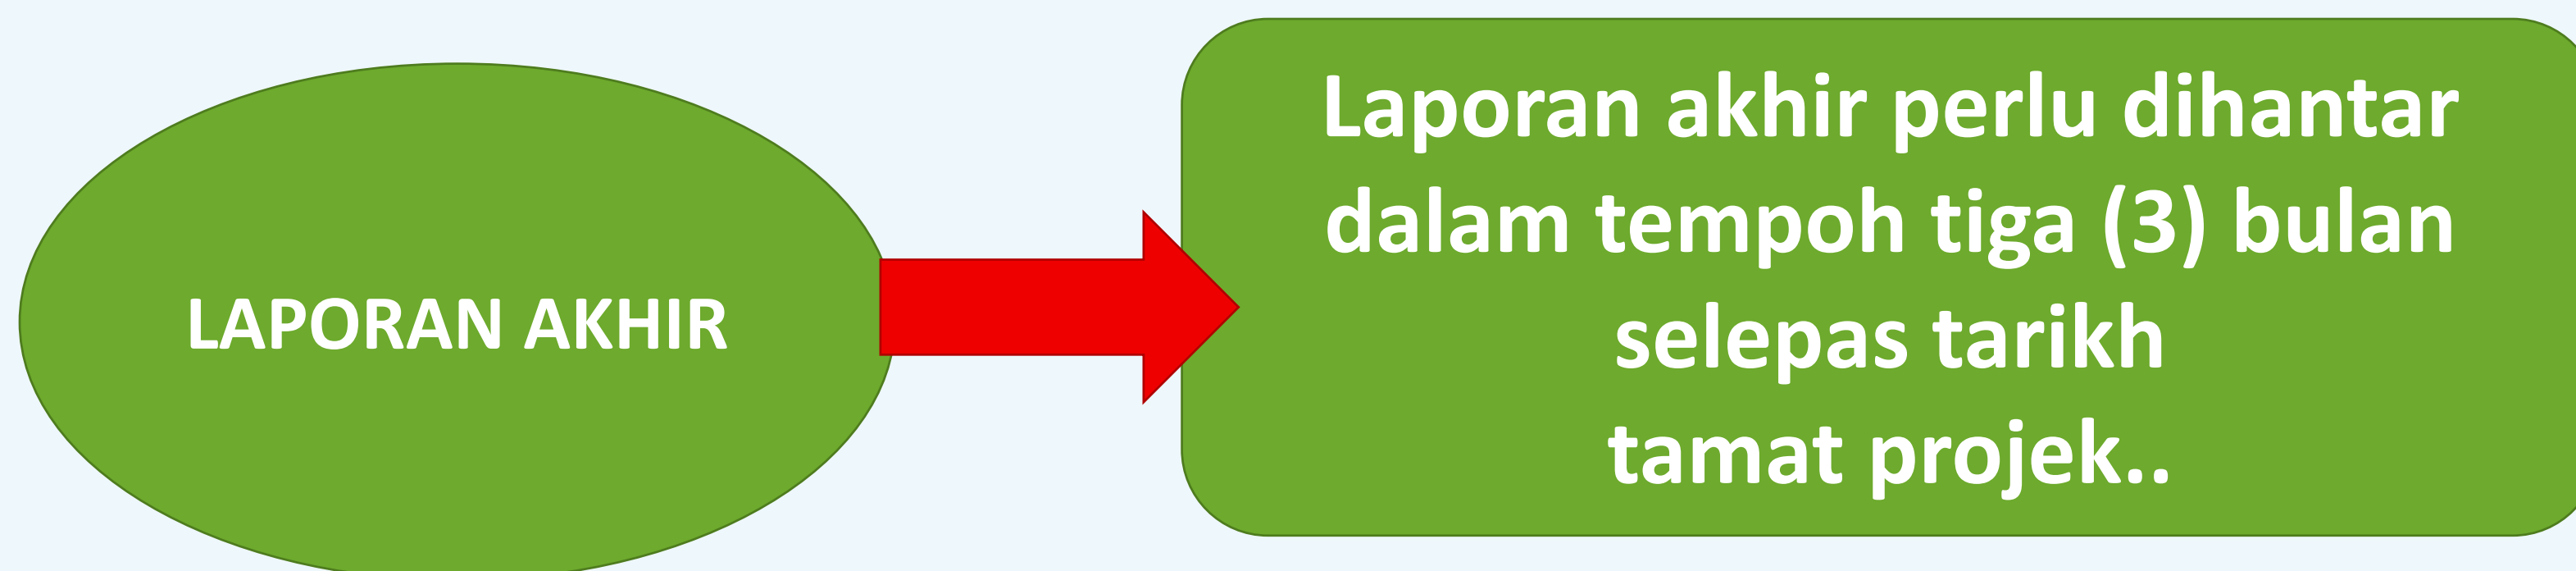 LAPORAN AKHIR
Laporan akhir perlu dihantar
dalam tempoh tiga (3) bulan
selepas tarikh
tamat projek..